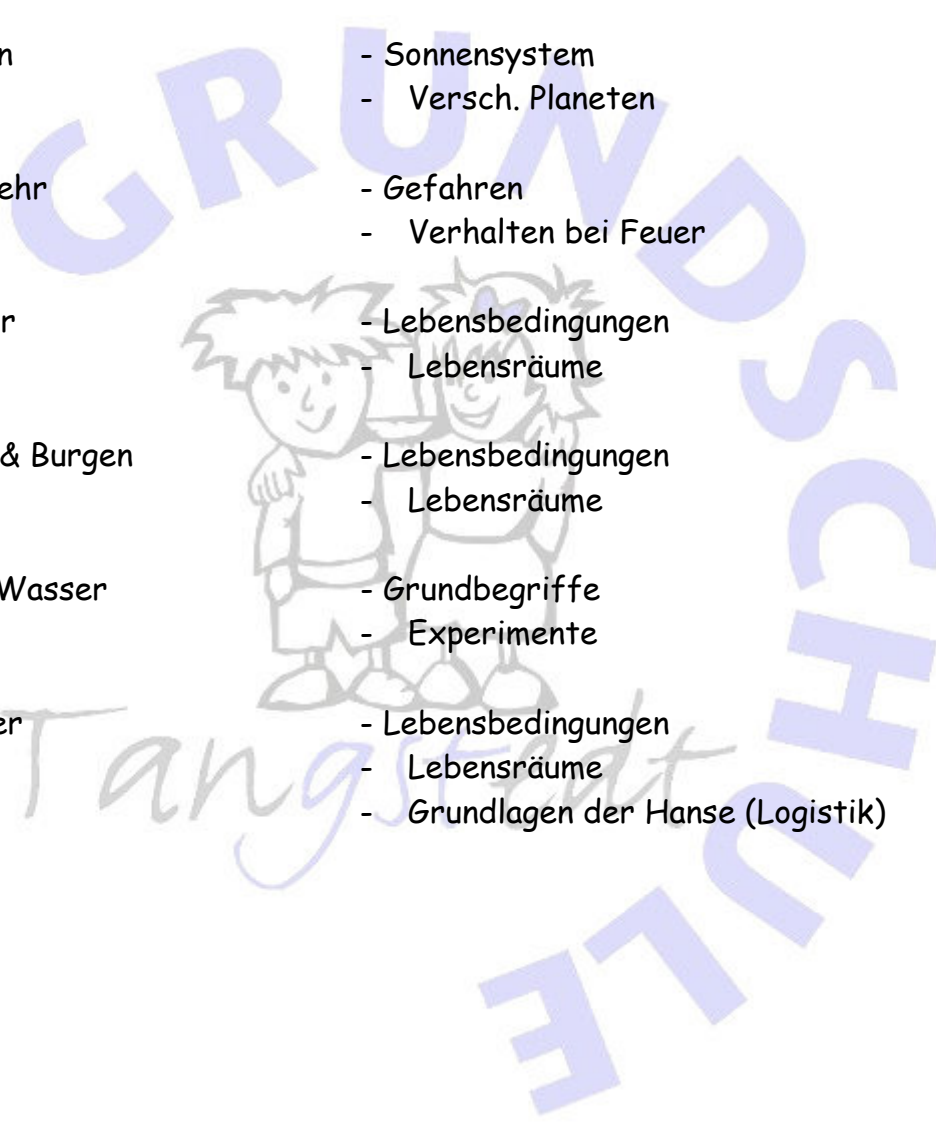 GRUNDSCHULE
n - Sonnensystem
- Versch. Planeten
ehr - Gefahren
- Verhalten bei Feuer
r - Lebensbedingungen
- Lebensräume
& Burgen - Lebensbedingungen
- Lebensräume
Wasser - Grundbegriffe
- Experimente
er - Lebensbedingungen
Tangstedt
- Lebensräume
- Grundlagen der Hanse (Logistik)